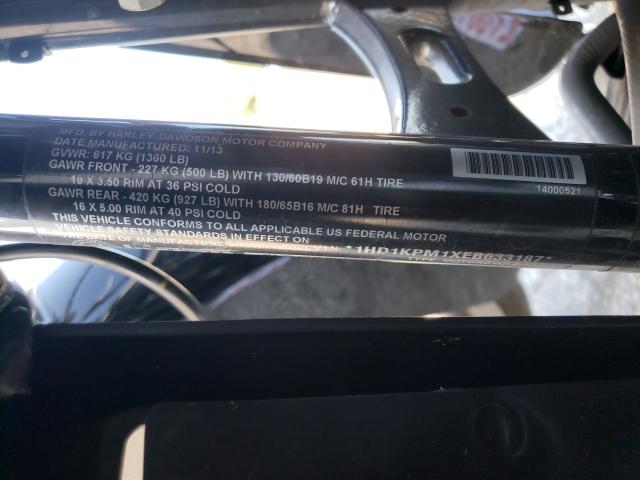 MFD. BY HARLEY-DAVIDSON MOTOR COMPANY
DATE MANUFACTURED: 11/13
GVWR: 617 KG (1360 LB)
GAWR FRONT - 227 KG (500 LB) WITH 130/60B19 M/C 61H TIRE
19 X 3.50 RIM AT 36 PSI COLD
GAWR REAR - 420 KG (927 LB) WITH 180/65B16 M/C 81H TIRE
16 X 5.00 RIM AT 40 PSI COLD
THIS VEHICLE CONFORMS TO ALL APPLICABLE US FEDERAL MOTOR
VEHICLE SAFETY STANDARDS IN EFFECT ON
*1HD1KPM1XEB633187*
14000521